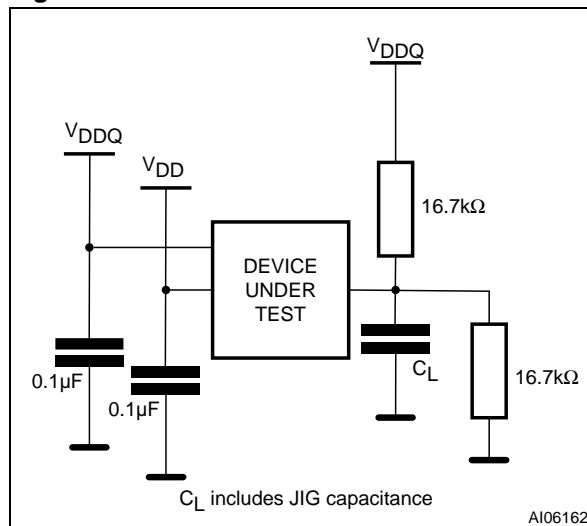 VDDQ
VDDQ
VDD
16.7kΩ
DEVICE
UNDER
TEST
0.1µF
0.1µF
CL
16.7kΩ
CL includes JIG capacitance
AI06162